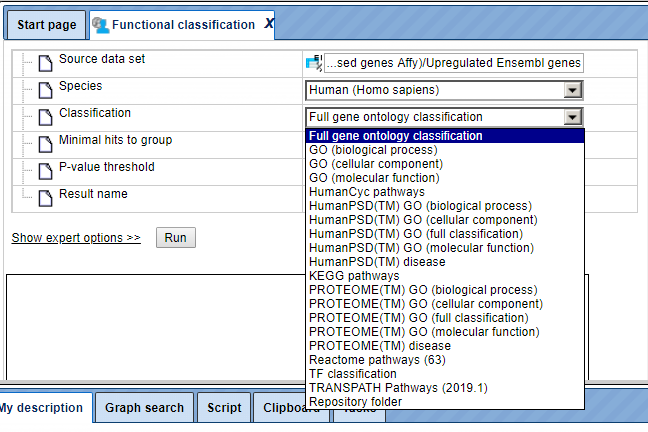 Start page
Functional classification X
Source data set
...sed genes Affy)/Upregulated Ensembl genes
Species
Human (Homo sapiens)
Classification
Full gene ontology classification
Full gene ontology classification
GO (biological process)
GO (cellular component)
GO (molecular function)
HumanCyc pathways
HumanPSD(TM) GO (biological process)
HumanPSD(TM) GO (cellular component)
HumanPSD(TM) GO (full classification)
HumanPSD(TM) GO (molecular function)
HumanPSD(TM) disease
KEGG pathways
PROTEOME(TM) GO (biological process)
PROTEOME(TM) GO (cellular component)
PROTEOME(TM) GO (full classification)
PROTEOME(TM) GO (molecular function)
PROTEOME(TM) disease
Reactome pathways (63)
TF classification
TRANSPATH Pathways (2019.1)
Repository folder
Minimal hits to group
P-value threshold
Result name
Show expert options >>
Run
My description
Graph search
Script
Clipboard
Tasks